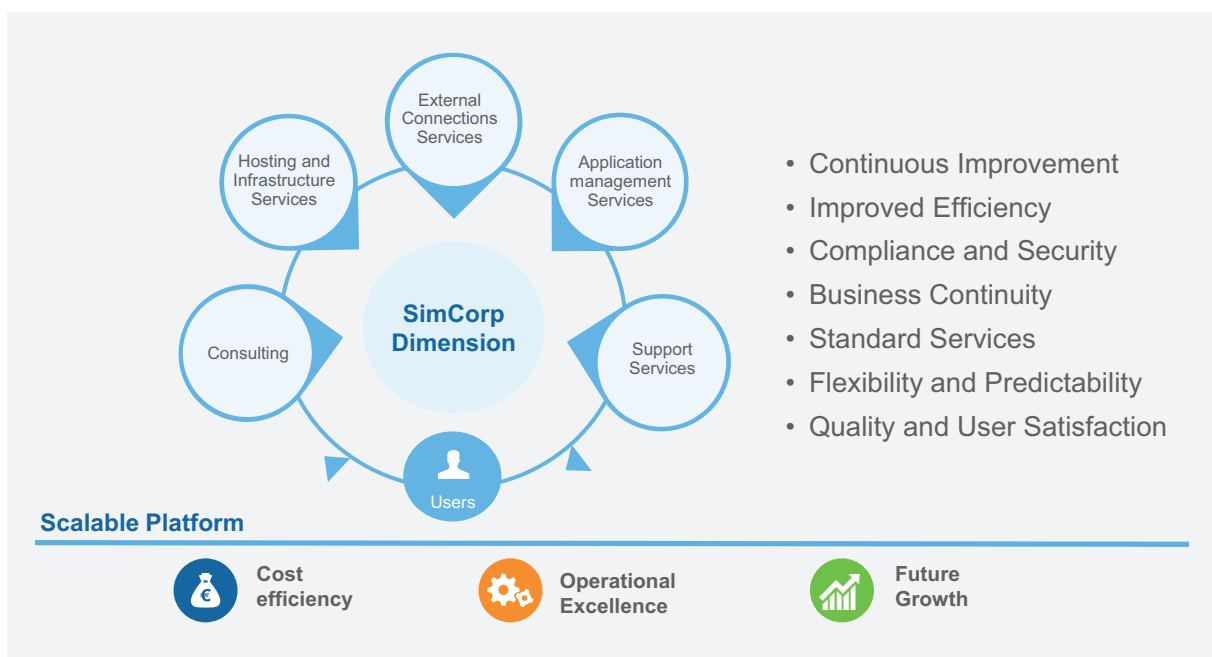 External
Connections
Services
Hosting and
Infrastructure
Services
Application
management
Services
Consulting
SimCorp
Dimension
Support
Services
Users
• Continuous Improvement
• Improved Efficiency
• Compliance and Security
• Business Continuity
• Standard Services
• Flexibility and Predictability
• Quality and User Satisfaction
Scalable Platform
€
Cost
efficiency
Operational
Excellence
Future
Growth